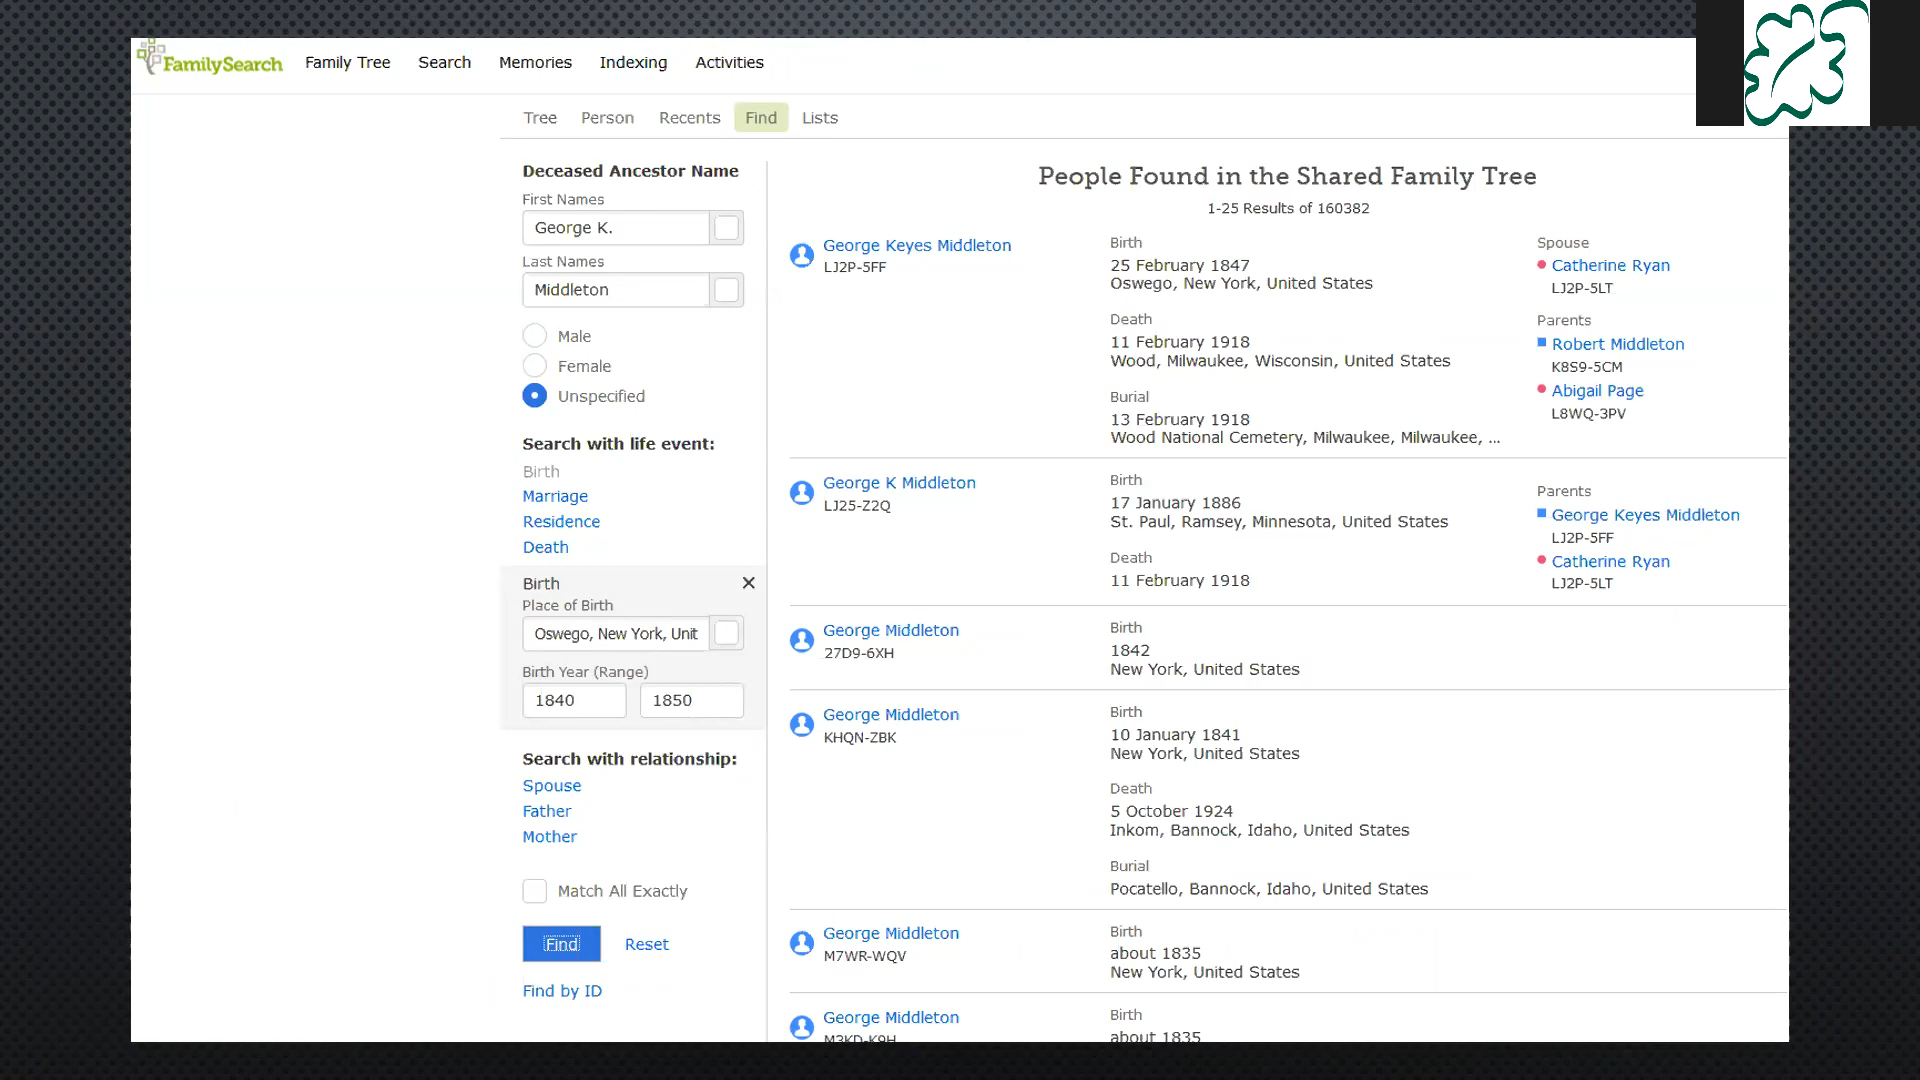 FamilySearch Family Tree Search Memories Indexing Activities
Tree Person Recents Find Lists
Deceased Ancestor Name
First Names
George K.
Last Names
Middleton
Male
Female
Unspecified
Search with life event:
Birth
Marriage
Residence
Death
Birth
Place of Birth
Oswego, New York, Unit
Birth Year (Range)
1840 1850
Search with relationship:
Spouse
Father
Mother
Match All Exactly
Find Reset
Find by ID
People Found in the Shared Family Tree
1-25 Results of 160382
George Keyes Middleton
LJ2P-5FF
Birth
25 February 1847
Oswego, New York, United States
Death
11 February 1918
Wood, Milwaukee, Wisconsin, United States
Burial
13 February 1918
Wood National Cemetery, Milwaukee, Milwaukee, ...
Spouse
Catherine Ryan
LJ2P-5LT
Parents
Robert Middleton
K8S9-5CM
Abigail Page
L8WQ-3PV
George K Middleton
LJ25-Z2Q
Birth
17 January 1886
St. Paul, Ramsey, Minnesota, United States
Death
11 February 1918
Parents
George Keyes Middleton
LJ2P-5FF
Catherine Ryan
LJ2P-5LT
George Middleton
27D9-6XH
Birth
1842
New York, United States
George Middleton
KHQN-ZBK
Birth
10 January 1841
New York, United States
Death
5 October 1924
Inkom, Bannock, Idaho, United States
Burial
Pocatello, Bannock, Idaho, United States
George Middleton
M7WR-WQV
Birth
about 1835
New York, United States
George Middleton
M3KD-K9H
Birth
about 1835